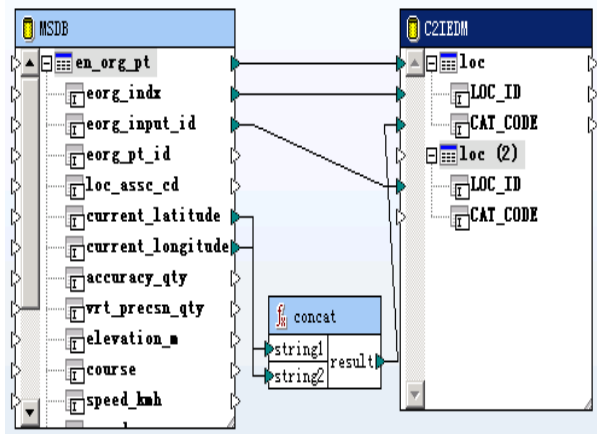 MSDB
en_org_pt
eorg_indx
eorg_input_id
eorg_pt_id
loc_assc_cd
current_latitude
current_longitude
accuracy_qty
vrt_precsn_qty
elevation_m
course
speed_kmh
concat
string1
string2
result
C2IEDM
loc
LOC_ID
CAT_CODE
loc (2)
LOC_ID
CAT_CODE